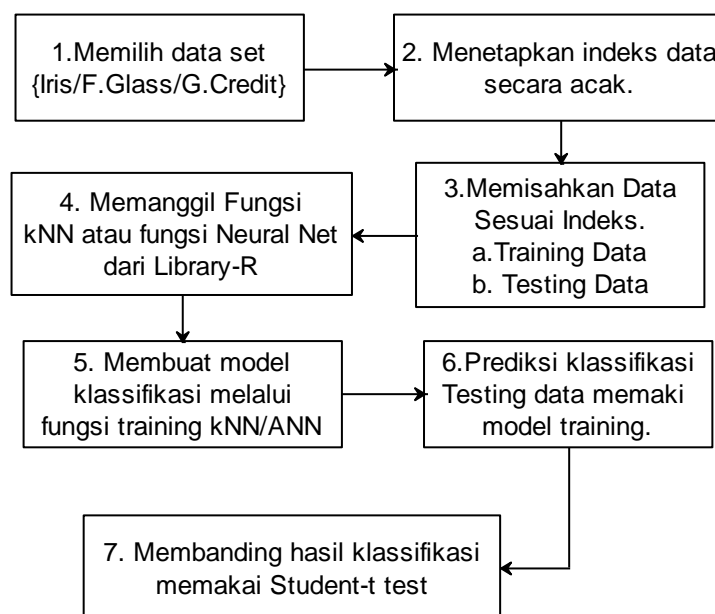 1.Memilih data set
{Iris/F.Glass/G.Credit}
2. Menetapkan indeks data
secara acak.
3.Memisahkan Data
Sesuai Indeks.
a.Training Data
b. Testing Data
4. Memanggil Fungsi
kNN atau fungsi Neural Net
dari Library-R
5. Membuat model
klassifikasi melalui
fungsi training kNN/ANN
6.Prediksi klassifikasi
Testing data memaki
model training.
7. Membanding hasil klassifikasi
memakai Student-t test